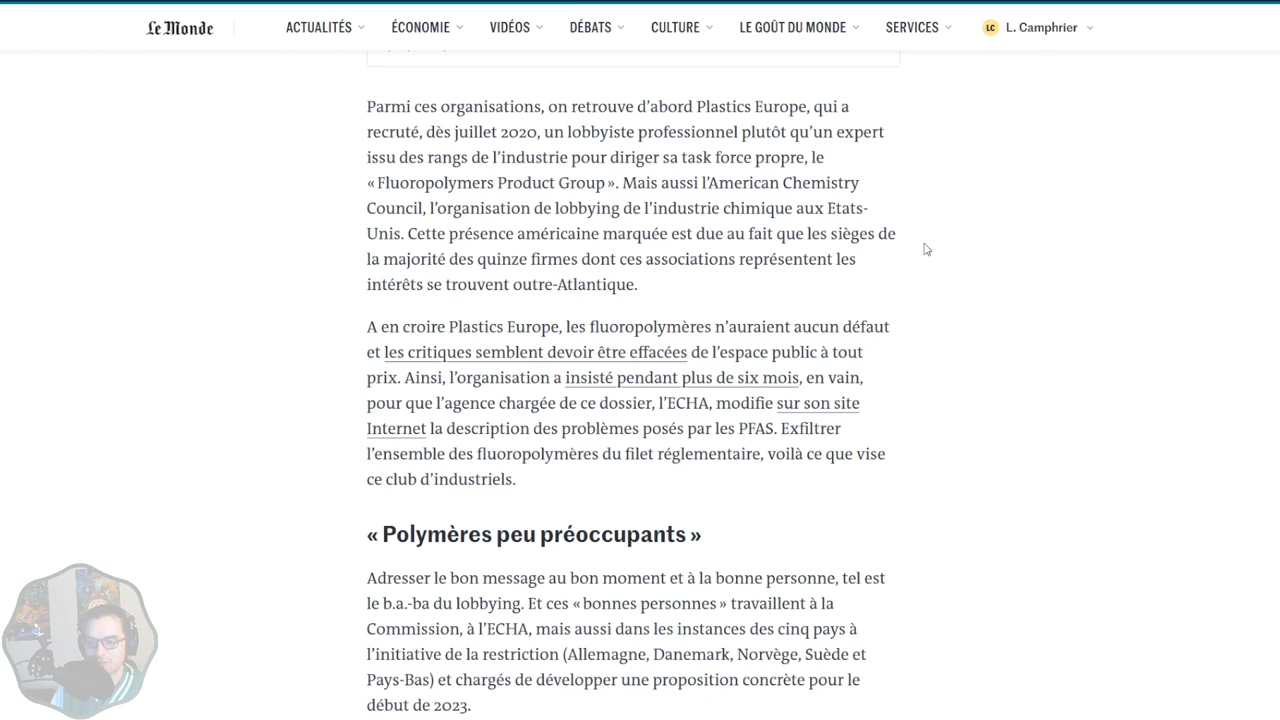 Le Monde
ACTUALITÉS
ÉCONOMIE
VIDÉOS
DÉBATS
CULTURE
LE GOÛT DU MONDE
SERVICES
LC
L. Camphrier
Parmi ces organisations, on retrouve d’abord Plastics Europe, qui a
recruté, dès juillet 2020, un lobbyiste professionnel plutôt qu’un expert
issu des rangs de l’industrie pour diriger sa task force propre, le
« Fluoropolymers Product Group ». Mais aussi l’American Chemistry
Council, l’organisation de lobbying de l’industrie chimique aux Etats-
Unis. Cette présence américaine marquée est due au fait que les sièges de
la majorité des quinze firmes dont ces associations représentent les
intérêts se trouvent outre-Atlantique.
A en croire Plastics Europe, les fluoropolymères n’auraient aucun défaut
et les critiques semblent devoir être effacées de l’espace public à tout
prix. Ainsi, l’organisation a insisté pendant plus de six mois, en vain,
pour que l’agence chargée de ce dossier, l’ECHA, modifie sur son site
Internet la description des problèmes posés par les PFAS. Exfiltrer
l’ensemble des fluoropolymères du filet réglementaire, voilà ce que vise
ce club d’industriels.
« Polymères peu préoccupants »
Adresser le bon message au bon moment et à la bonne personne, tel est
le b.a.-ba du lobbying. Et ces « bonnes personnes » travaillent à la
Commission, à l’ECHA, mais aussi dans les instances des cinq pays à
l’initiative de la restriction (Allemagne, Danemark, Norvège, Suède et
Pays-Bas) et chargés de développer une proposition concrète pour le
début de 2023.